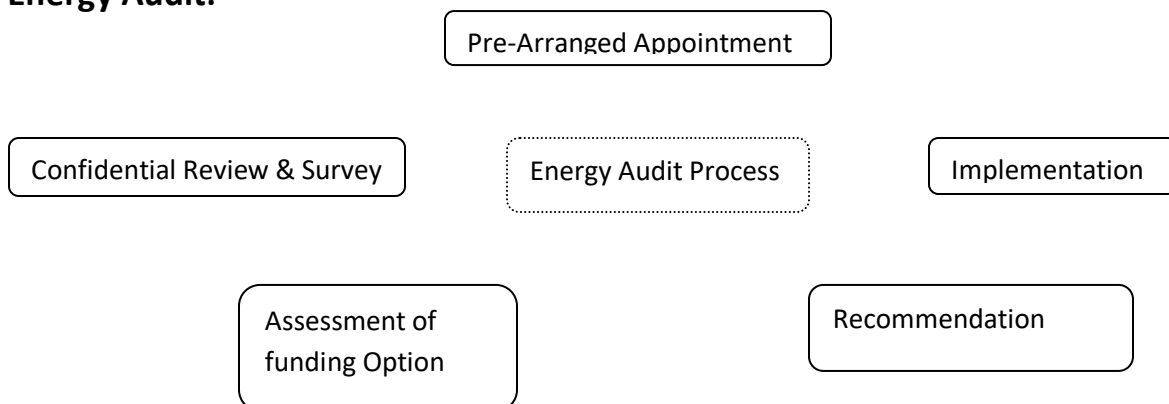 Energy Audit:
Pre-Arranged Appointment
Confidential Review & Survey
Energy Audit Process
Implementation
Assessment of
funding Option
Recommendation